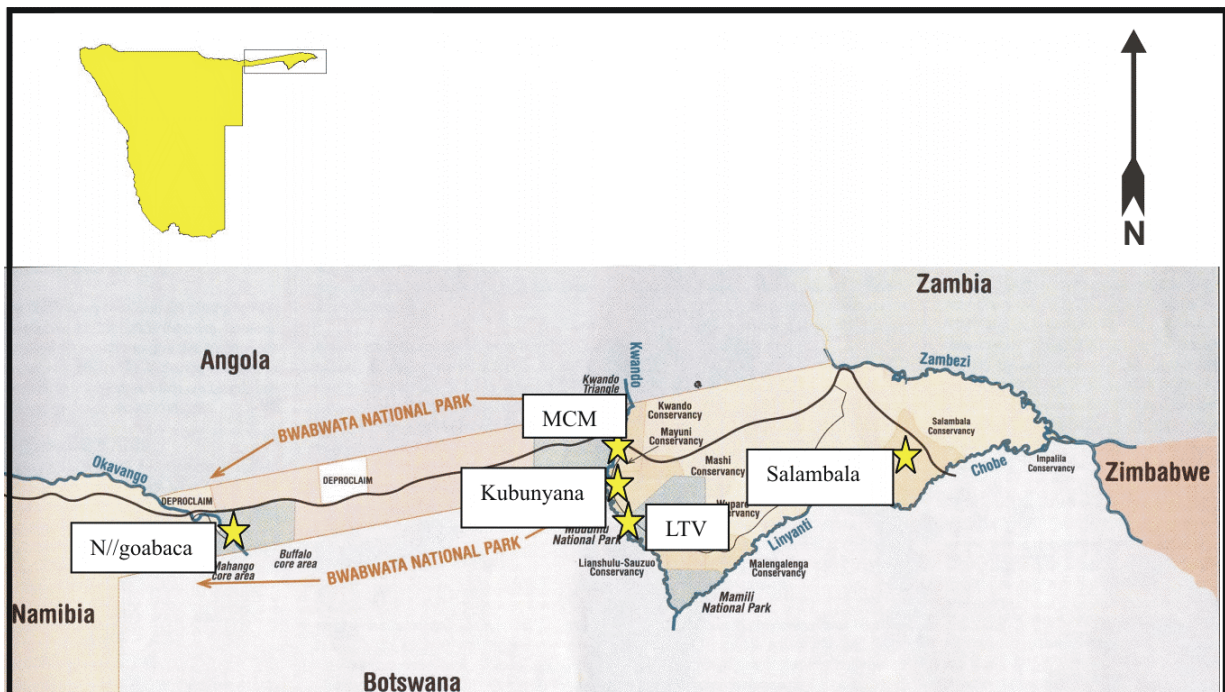 N
Zambia
Angola
Kwando
Zambezi
Kwando
Triangle
BWABWATA NATIONAL PARK
MCM
Kwando
Conservancy
Mayuni
Conservancy
Salambala
Conservancy
Okavango
DEPROCLAIM
DEPROCLAIM
Mashi
Conservancy
Salambala
Chobe
Impalila
Conservancy
Zimbabwe
Kubunyana
N//goabaca
LTV
National Park
Linyanti
Buffalo
core area
Mahango
core area
BWABWATA NATIONAL PARK
Lianshulu-Sauzuo
Conservancy
Malengalenga
Conservancy
Mamili
National Park
Namibia
Botswana